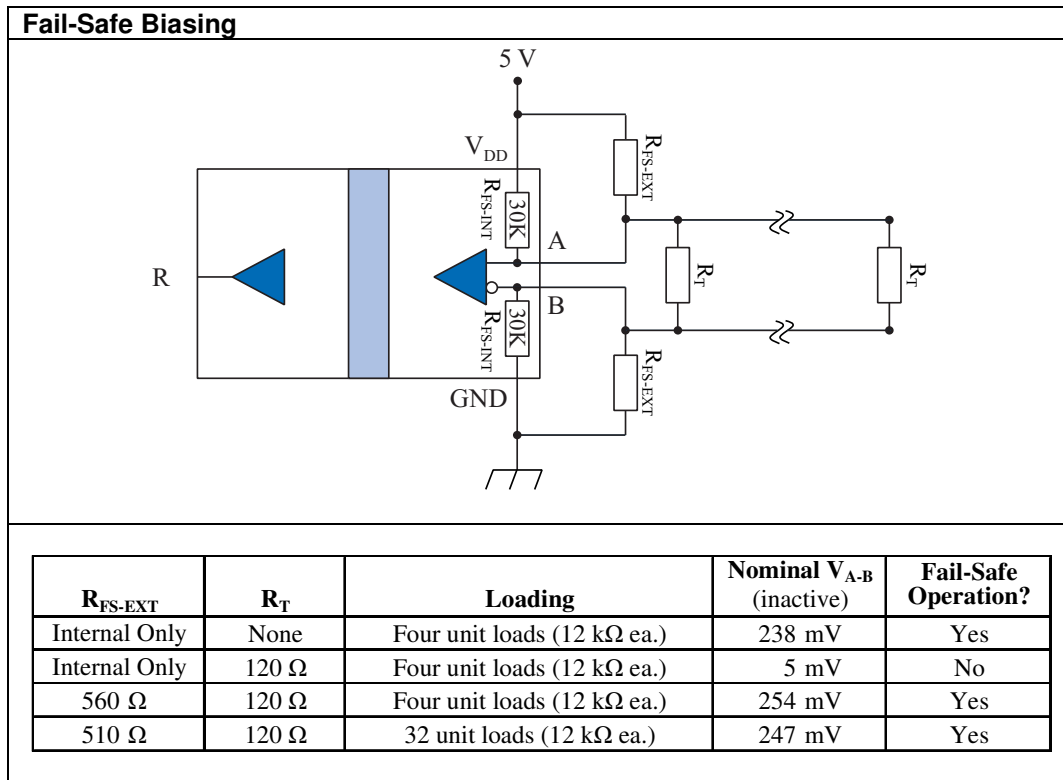 Fail-Safe Biasing
5 V
V_DD
R_FS-EXT
R_FS-INT
30K
A
R
R_T
R_T
B
R_FS-INT
30K
R_FS-EXT
GND
R_FS-EXT R_T Loading Nominal V_A-B (inactive) Fail-Safe Operation?
Internal Only None Four unit loads (12 kΩ ea.) 238 mV Yes
Internal Only 120 Ω Four unit loads (12 kΩ ea.) 5 mV No
560 Ω 120 Ω Four unit loads (12 kΩ ea.) 254 mV Yes
510 Ω 120 Ω 32 unit loads (12 kΩ ea.) 247 mV Yes